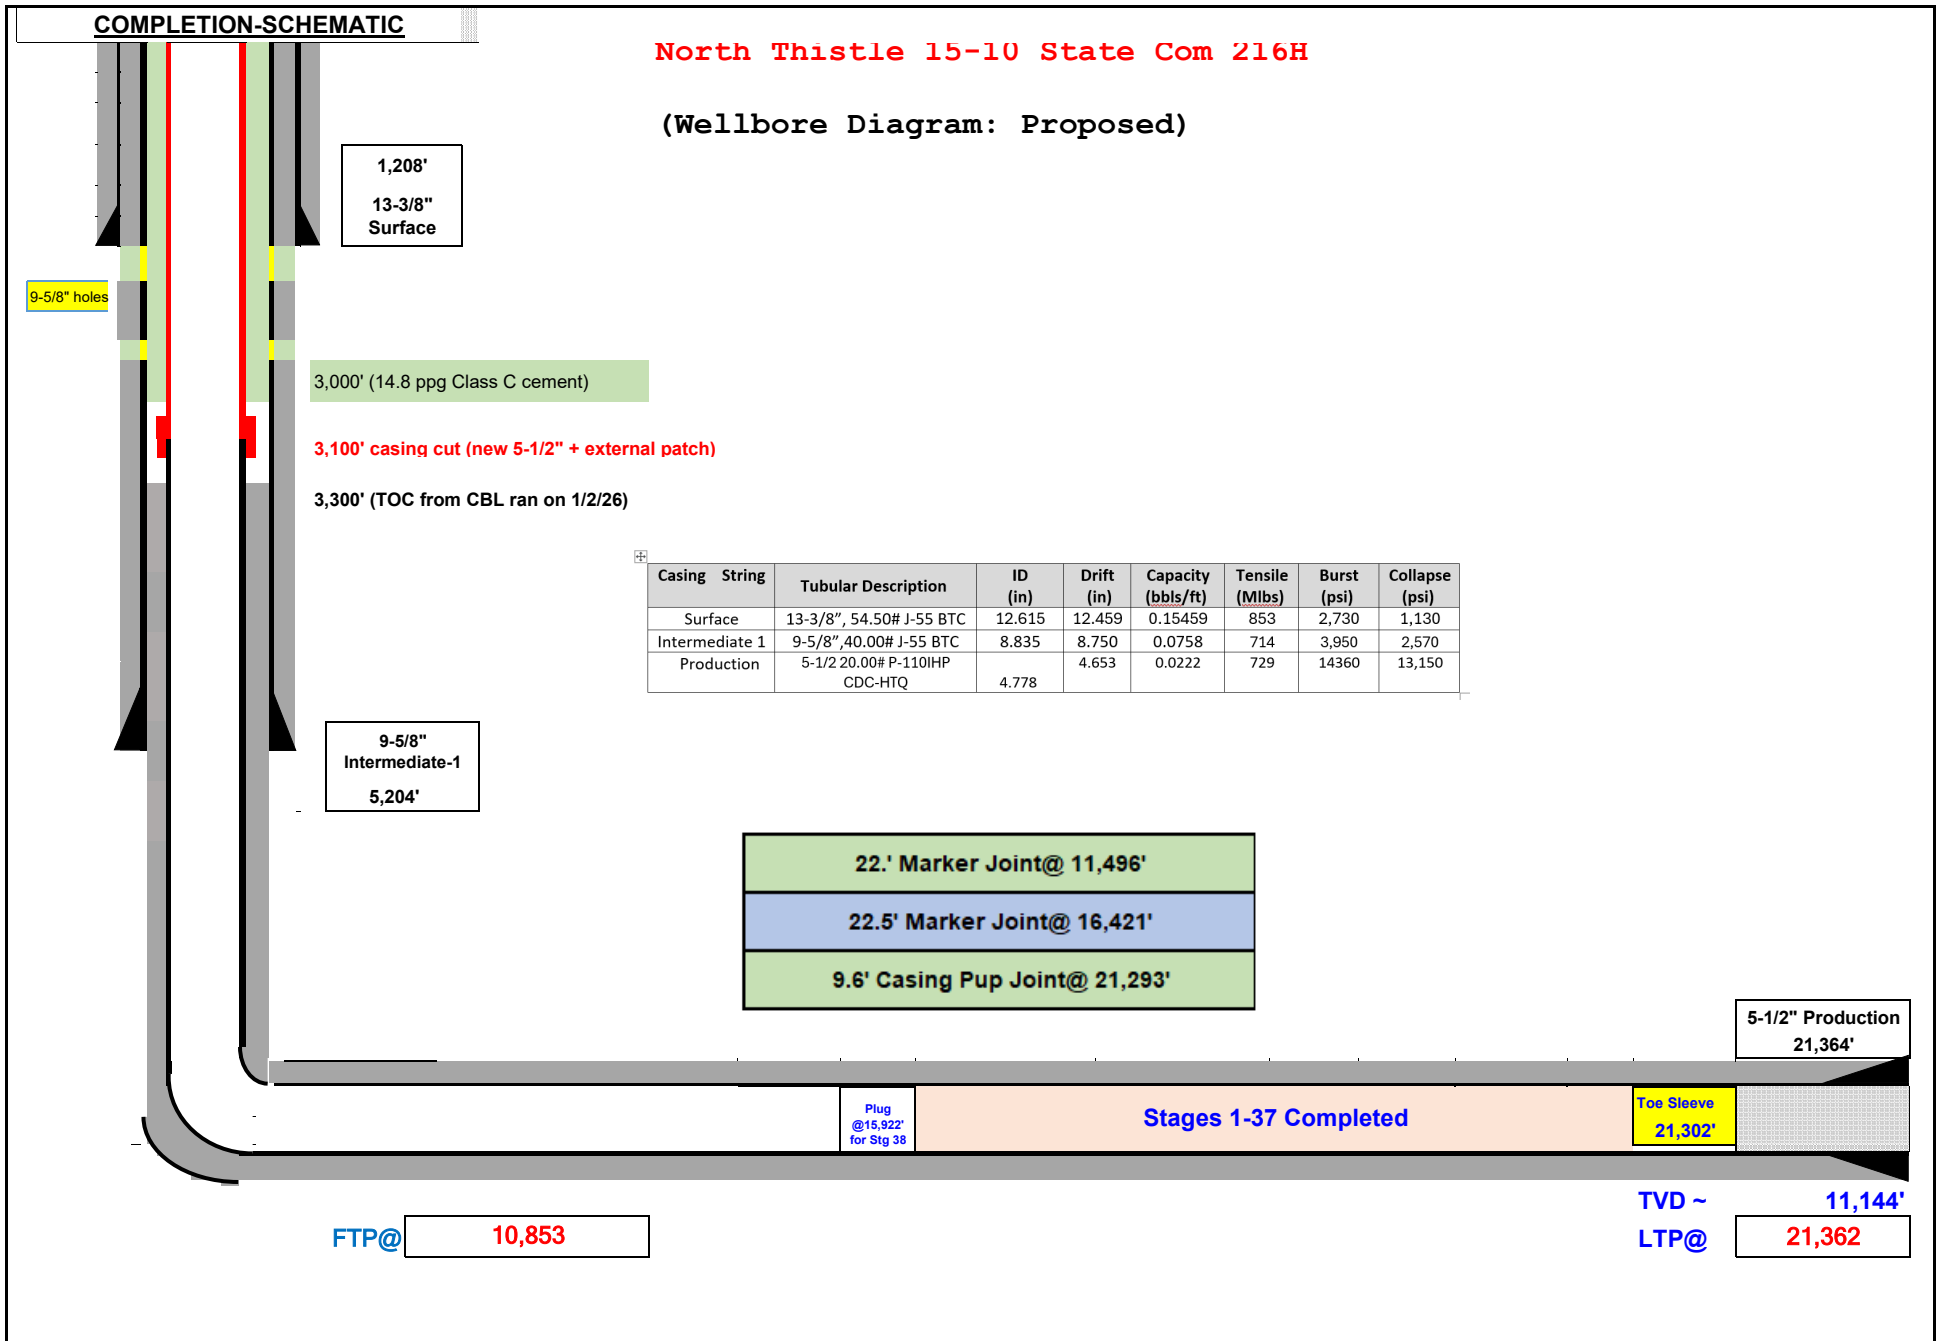 COMPLETION-SCHEMATIC
North Thistle 15-10 State Com 216H
(Wellbore Diagram: Proposed)
1,208'
13-3/8"
Surface
9-5/8" holes
3,000' (14.8 ppg Class C cement)
3,100' casing cut (new 5-1/2" + external patch)
3,300' (TOC from CBL ran on 1/2/26)
Casing String Tubular Description ID (in) Drift (in) Capacity (bbls/ft) Tensile (Mlbs) Burst (psi) Collapse (psi)
Surface 13-3/8", 54.50# J-55 BTC 12.615 12.459 0.15459 853 2,730 1,130
Intermediate 1 9-5/8",40.00# J-55 BTC 8.835 8.750 0.0758 714 3,950 2,570
Production 5-1/2 20.00# P-110IHP 4.653 0.0222 729 14360 13,150
CDC-HTQ 4.778
9-5/8"
Intermediate-1
5,204'
22.' Marker Joint@ 11,496'
22.5' Marker Joint@ 16,421'
9.6' Casing Pup Joint@ 21,293'
5-1/2" Production
21,364'
Plug
@15,922'
for Stg 38
Stages 1-37 Completed
Toe Sleeve
21,302'
TVD ~ 11,144'
FTP@ 10,853
LTP@ 21,362